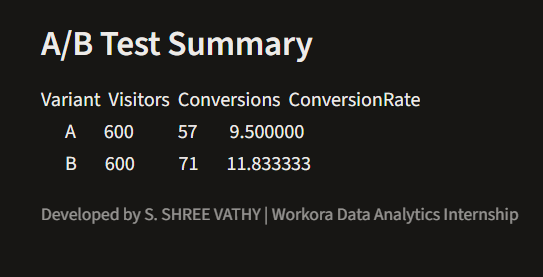 A/B Test Summary
Variant Visitors Conversions ConversionRate
A 600 57 9.500000
B 600 71 11.833333
Developed by S. SHREE VATHY | Workora Data Analytics Internship